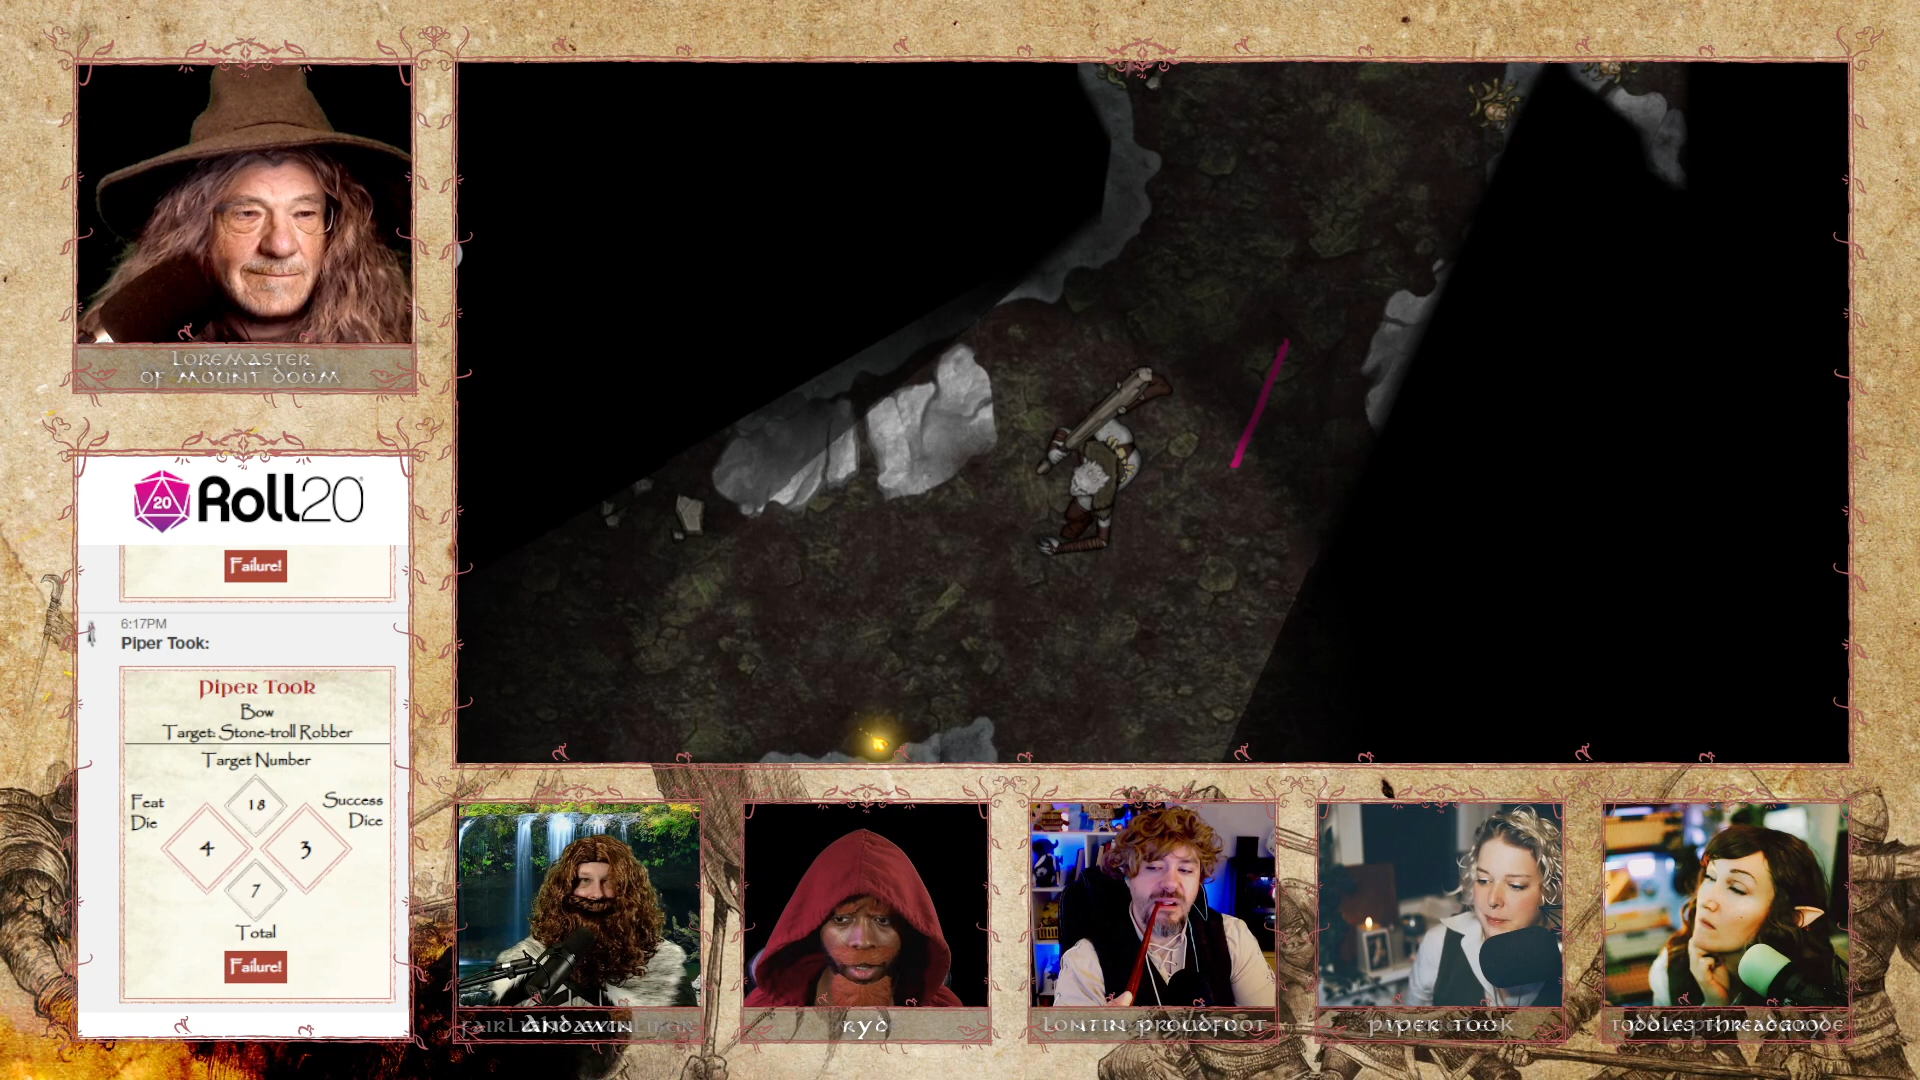 Loremaster
of Mount Doom
20
Roll20
Failure!
6:17PM
Piper Took:
Piper Took
Bow
Target: Stone-troll Robber
Target Number
Feat
Die
18
Success
Dice
4
3
7
Total
Failure!
Andawin
Ryd
Lontin Proudfoot
Piper Took
Toddles Threadgoode